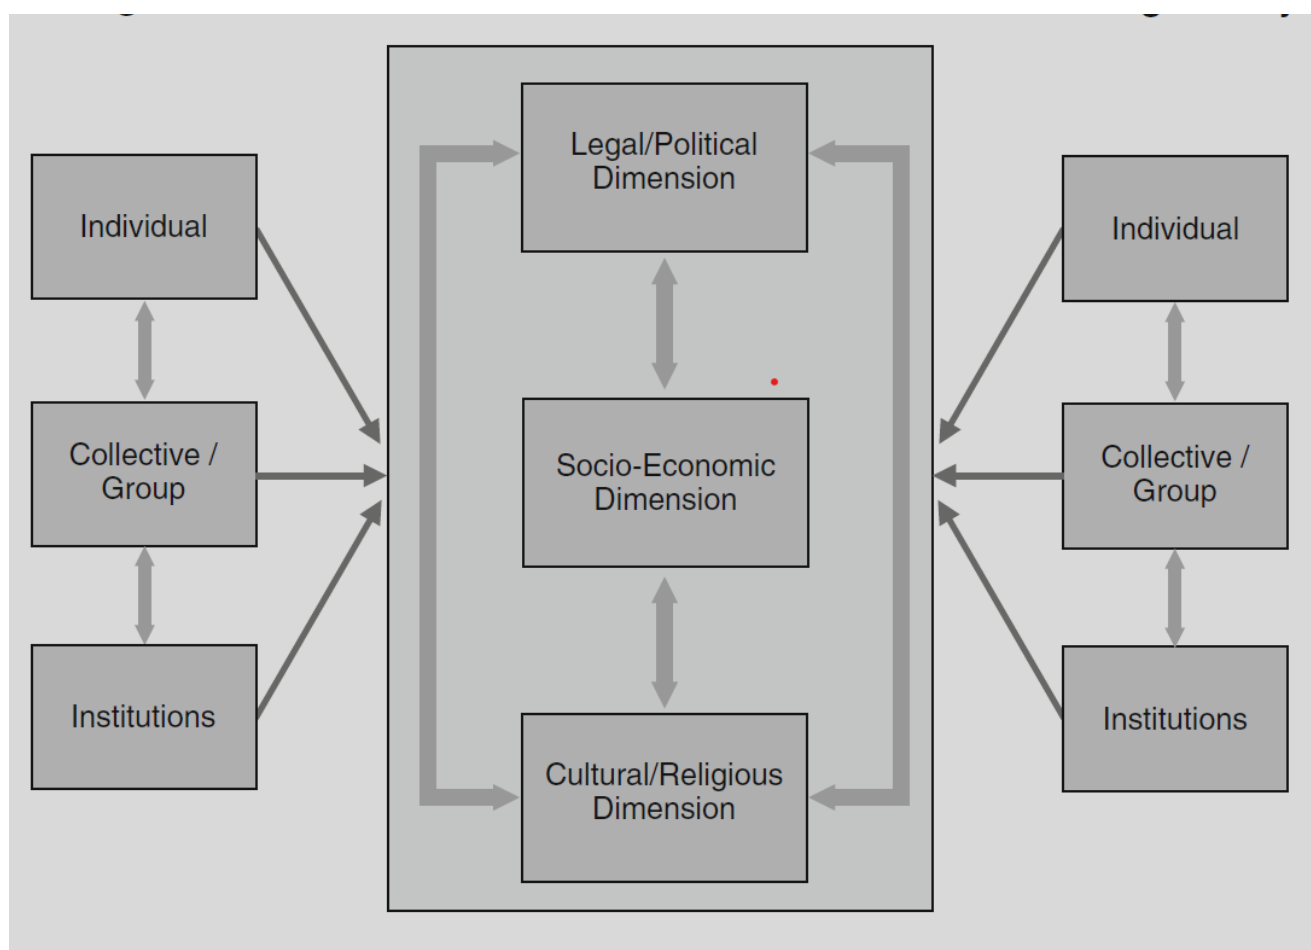 Individual
Collective /
Group
Institutions
Legal/Political
Dimension
Socio-Economic
Dimension
Cultural/Religious
Dimension
Individual
Collective /
Group
Institutions